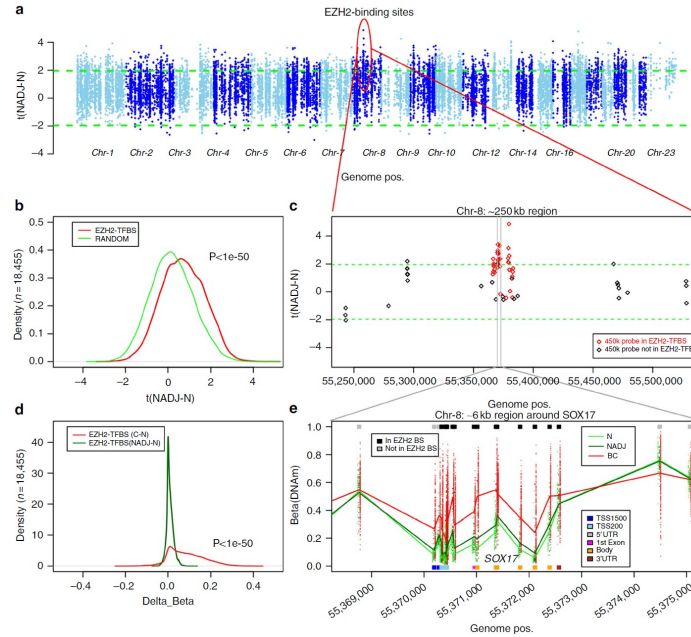 a
EZH2-binding sites
t(NADJ-N)
4
2
0
−2
−4
Chr-1 Chr-2 Chr-3 Chr-4 Chr-5 Chr-6 Chr-7 Chr-8 Chr-9 Chr-10 Chr-12 Chr-14 Chr-16 Chr-20 Chr-23
Genome pos.
b
Density (n = 18,455)
0.5
0.4
0.3
0.2
0.1
0.0
EZH2-TFBS
RANDOM
P<1e-50
−4 −2 0 2 4
t(NADJ-N)
c
Chr-8: ~250 kb region
t(NADJ-N)
4
2
0
−2
−4
450k probe in EZH2-TFBS
450k probe not in EZH2-TFB
55,250,000 55,300,000 55,350,000 55,400,000 55,450,000 55,500,000
Genome pos.
d
Density (n = 18,455)
40
30
20
10
0
EZH2-TFBS (C-N)
EZH2-TFBS(NADJ-N)
P<1e-50
−0.4 −0.2 0.0 0.2 0.4
Delta_Beta
e
Chr-8: ~6 kb region around SOX17
Beta(DNAm)
1.0
0.8
0.6
0.4
0.2
0.0
In EZH2 BS
Not in EZH2 BS
N
NADJ
BC
TSS1500
TSS200
5′UTR
1st Exon
Body
3′UTR
SOX17
55,369,000 55,370,000 55,371,000 55,372,000 55,373,000 55,374,000 55,375,000
Genome pos.